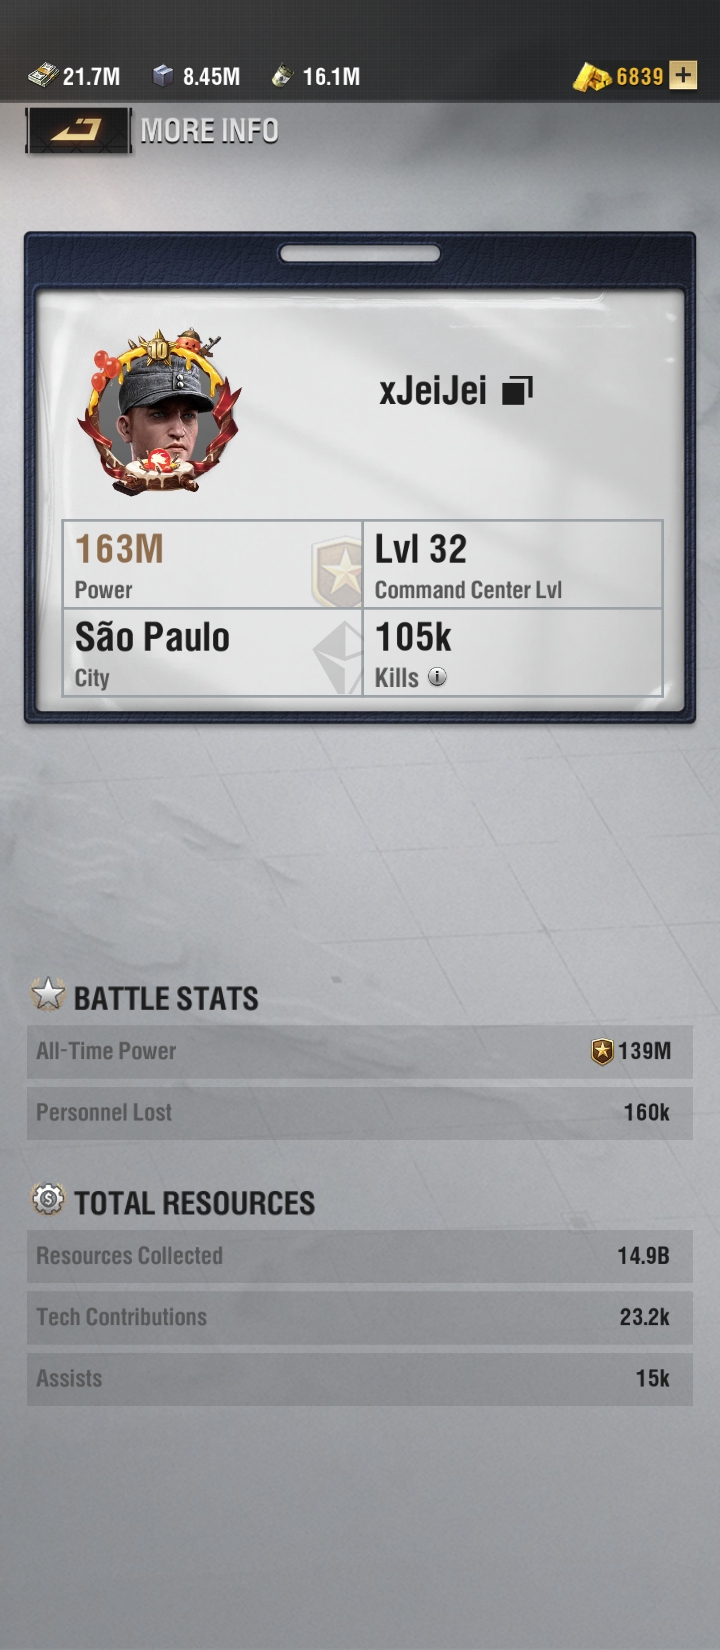 21.7M 8.45M 16.1M 6839 +
MORE INFO
10
xJeiJei
163M Lvl 32
Power Command Center Lvl
São Paulo 105k
City Kills i
BATTLE STATS
All-Time Power 139M
Personnel Lost 160k
TOTAL RESOURCES
Resources Collected 14.9B
Tech Contributions 23.2k
Assists 15k